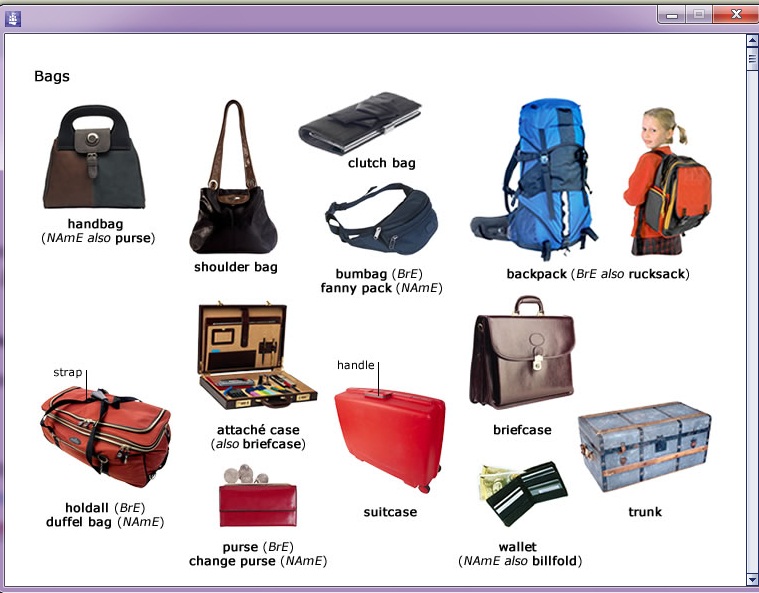 Bags
clutch bag
handbag
(NAmE also purse)
shoulder bag
bumbag (BrE)
fanny pack (NAmE)
backpack (BrE also rucksack)
strap
handle
attaché case
(also briefcase)
briefcase
holdall (BrE)
duffel bag (NAmE)
suitcase
trunk
purse (BrE)
change purse (NAmE)
wallet
(NAmE also billfold)